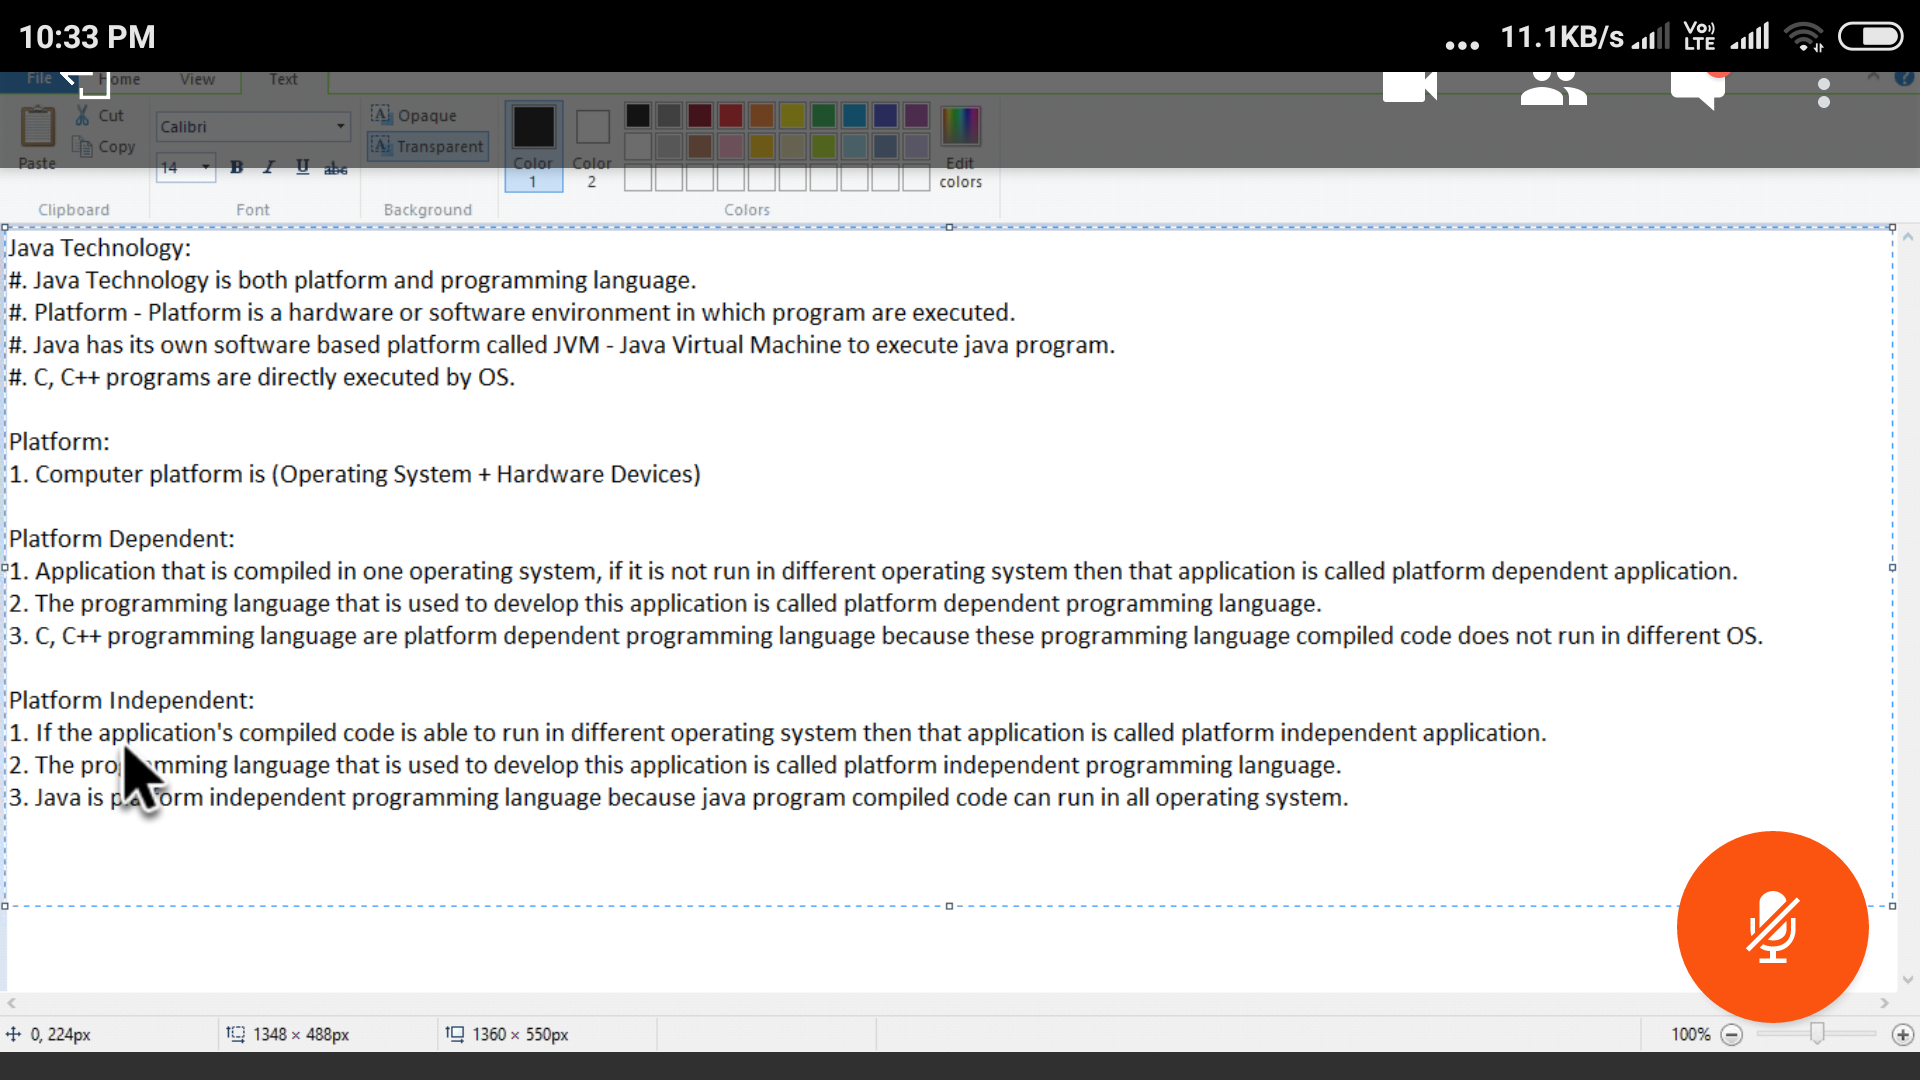 10:33 PM
... 11.1KB/s Vo) LTE
File Home View Text
Cut
Copy
Paste
Clipboard
Calibri
14 B I U abc
Font
Opaque
Transparent
Background
Color 1
Color 2
Edit colors
Colors
Java Technology:
#. Java Technology is both platform and programming language.
#. Platform - Platform is a hardware or software environment in which program are executed.
#. Java has its own software based platform called JVM - Java Virtual Machine to execute java program.
#. C, C++ programs are directly executed by OS.
Platform:
1. Computer platform is (Operating System + Hardware Devices)
Platform Dependent:
1. Application that is compiled in one operating system, if it is not run in different operating system then that application is called platform dependent application.
2. The programming language that is used to develop this application is called platform dependent programming language.
3. C, C++ programming language are platform dependent programming language because these programming language compiled code does not run in different OS.
Platform Independent:
1. If the application's compiled code is able to run in different operating system then that application is called platform independent application.
2. The programming language that is used to develop this application is called platform independent programming language.
3. Java is platform independent programming language because java program compiled code can run in all operating system.
0, 224px
1348 × 488px
1360 × 550px
100%